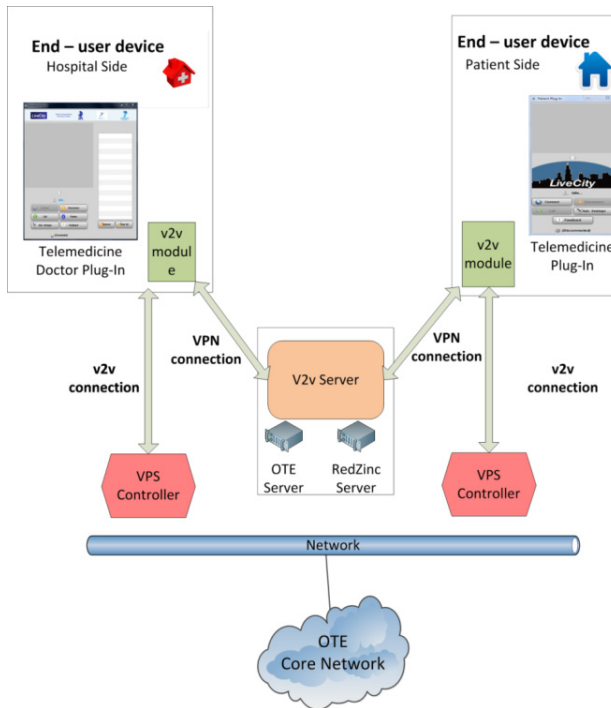 End – user device
Hospital Side
LiveCity
Telemedicine
Doctor Plug-In
v2v
modul
e
End – user device
Patient Side
LiveCity
v2v
module
Telemedicine
Plug-In
VPN
connection
VPN
connection
v2v
connection
v2v
connection
V2v Server
OTE
Server
RedZinc
Server
VPS
Controller
VPS
Controller
Network
OTE
Core Network